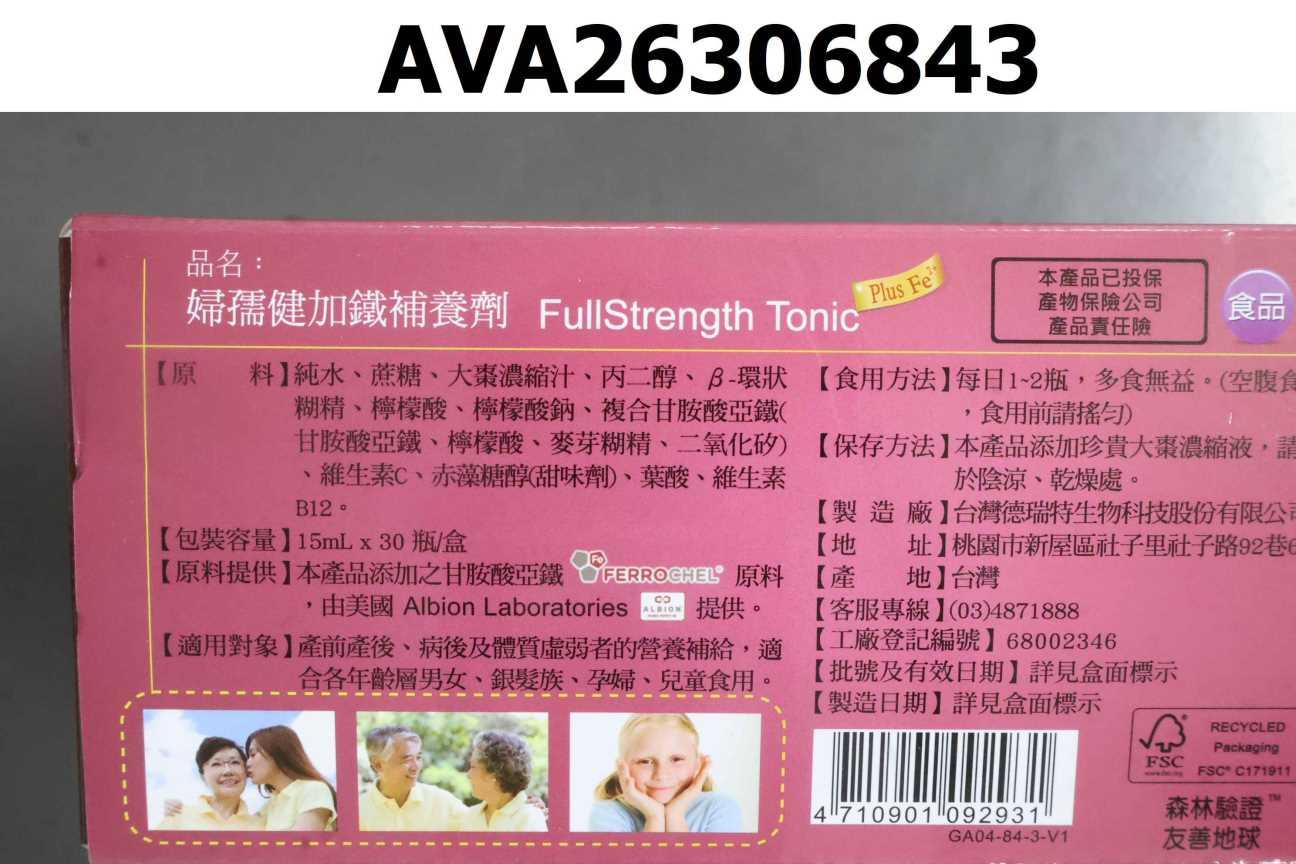 AVA26306843
品名：
婦孺健加鐵補養劑 FullStrength Tonic Plus Fe²⁺
本產品已投保
產物保險公司
產品責任險
食品
【原 料】純水、蔗糖、大棗濃縮汁、丙二醇、β-環狀
糊精、檸檬酸、檸檬酸鈉、複合甘胺酸亞鐵(
甘胺酸亞鐵、檸檬酸、麥芽糊精、二氧化矽)
、維生素C、赤藻糖醇(甜味劑)、葉酸、維生素
B12。
【包裝容量】15mL x 30 瓶/盒
【原料提供】本產品添加之甘胺酸亞鐵 Fe FERROCHEL® 原料
，由美國 Albion Laboratories ALBION 提供。
【適用對象】產前產後、病後及體質虛弱者的營養補給，適
合各年齡層男女、銀髮族、孕婦、兒童食用。
【食用方法】每日1~2瓶，多食無益。(空腹食
，食用前請搖勻)
【保存方法】本產品添加珍貴大棗濃縮液，請
於陰涼、乾燥處。
【製 造 廠】台灣德瑞特生物科技股份有限公司
【地 址】桃園市新屋區社子里社子路92巷6
【產 地】台灣
【客服專線】(03)4871888
【工廠登記編號】68002346
【批號及有效日期】詳見盒面標示
【製造日期】詳見盒面標示
4 710901 092931
GA04-84-3-V1
FSC
www.fsc.org
RECYCLED
Packaging
FSC® C171911
森林驗證™
友善地球